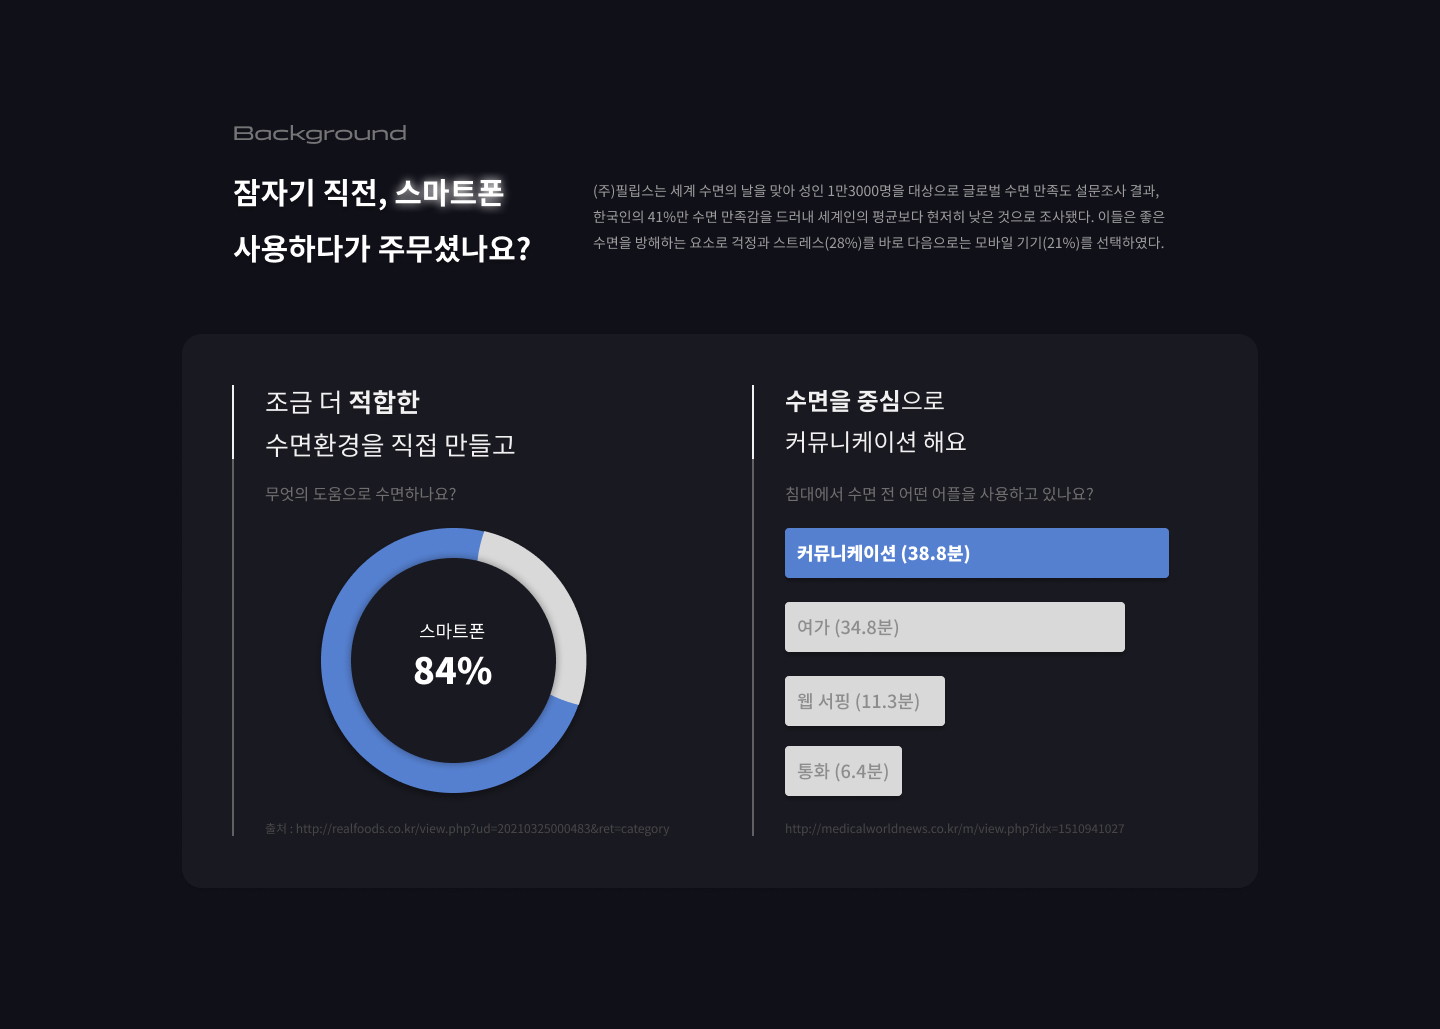 Background
잠자기 직전, 스마트폰
사용하다가 주무셨나요?
(주)필립스는 세계 수면의 날을 맞아 성인 1만3000명을 대상으로 글로벌 수면 만족도 설문조사 결과,
한국인의 41%만 수면 만족감을 드러내 세계인의 평균보다 현저히 낮은 것으로 조사됐다. 이들은 좋은
수면을 방해하는 요소로 걱정과 스트레스(28%)를 바로 다음으로는 모바일 기기(21%)를 선택하였다.
조금 더 적합한
수면환경을 직접 만들고
무엇의 도움으로 수면하나요?
스마트폰
84%
출처 : http://realfoods.co.kr/view.php?ud=20210325000483&ret=category
수면을 중심으로
커뮤니케이션 해요
침대에서 수면 전 어떤 어플을 사용하고 있나요?
커뮤니케이션 (38.8분)
여가 (34.8분)
웹 서핑 (11.3분)
통화 (6.4분)
http://medicalworldnews.co.kr/m/view.php?idx=1510941027